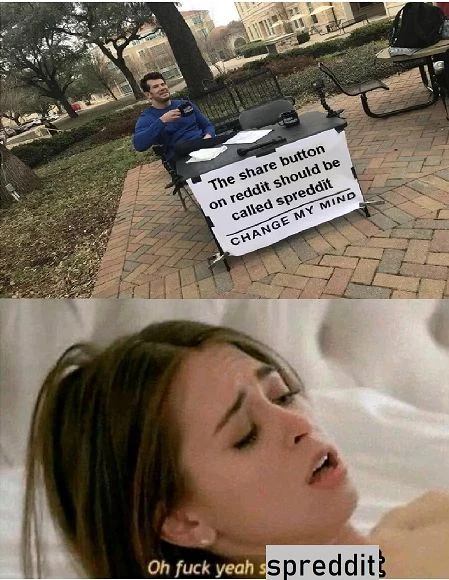 The share button
on reddit should be
called spreddit
CHANGE MY MIND
Oh fuck yeah s spreddit